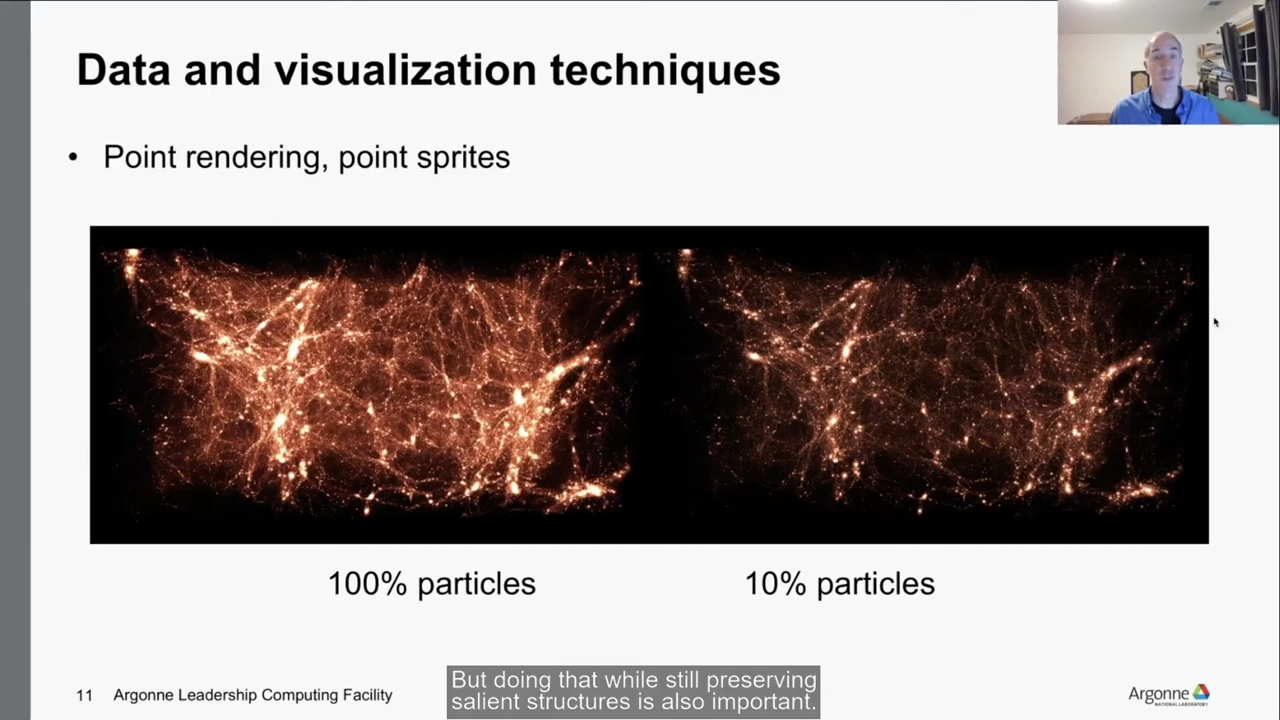 Data and visualization techniques
• Point rendering, point sprites
100% particles
10% particles
But doing that while still preserving
salient structures is also important.
11 Argonne Leadership Computing Facility
Argonne
NATIONAL LABORATORY